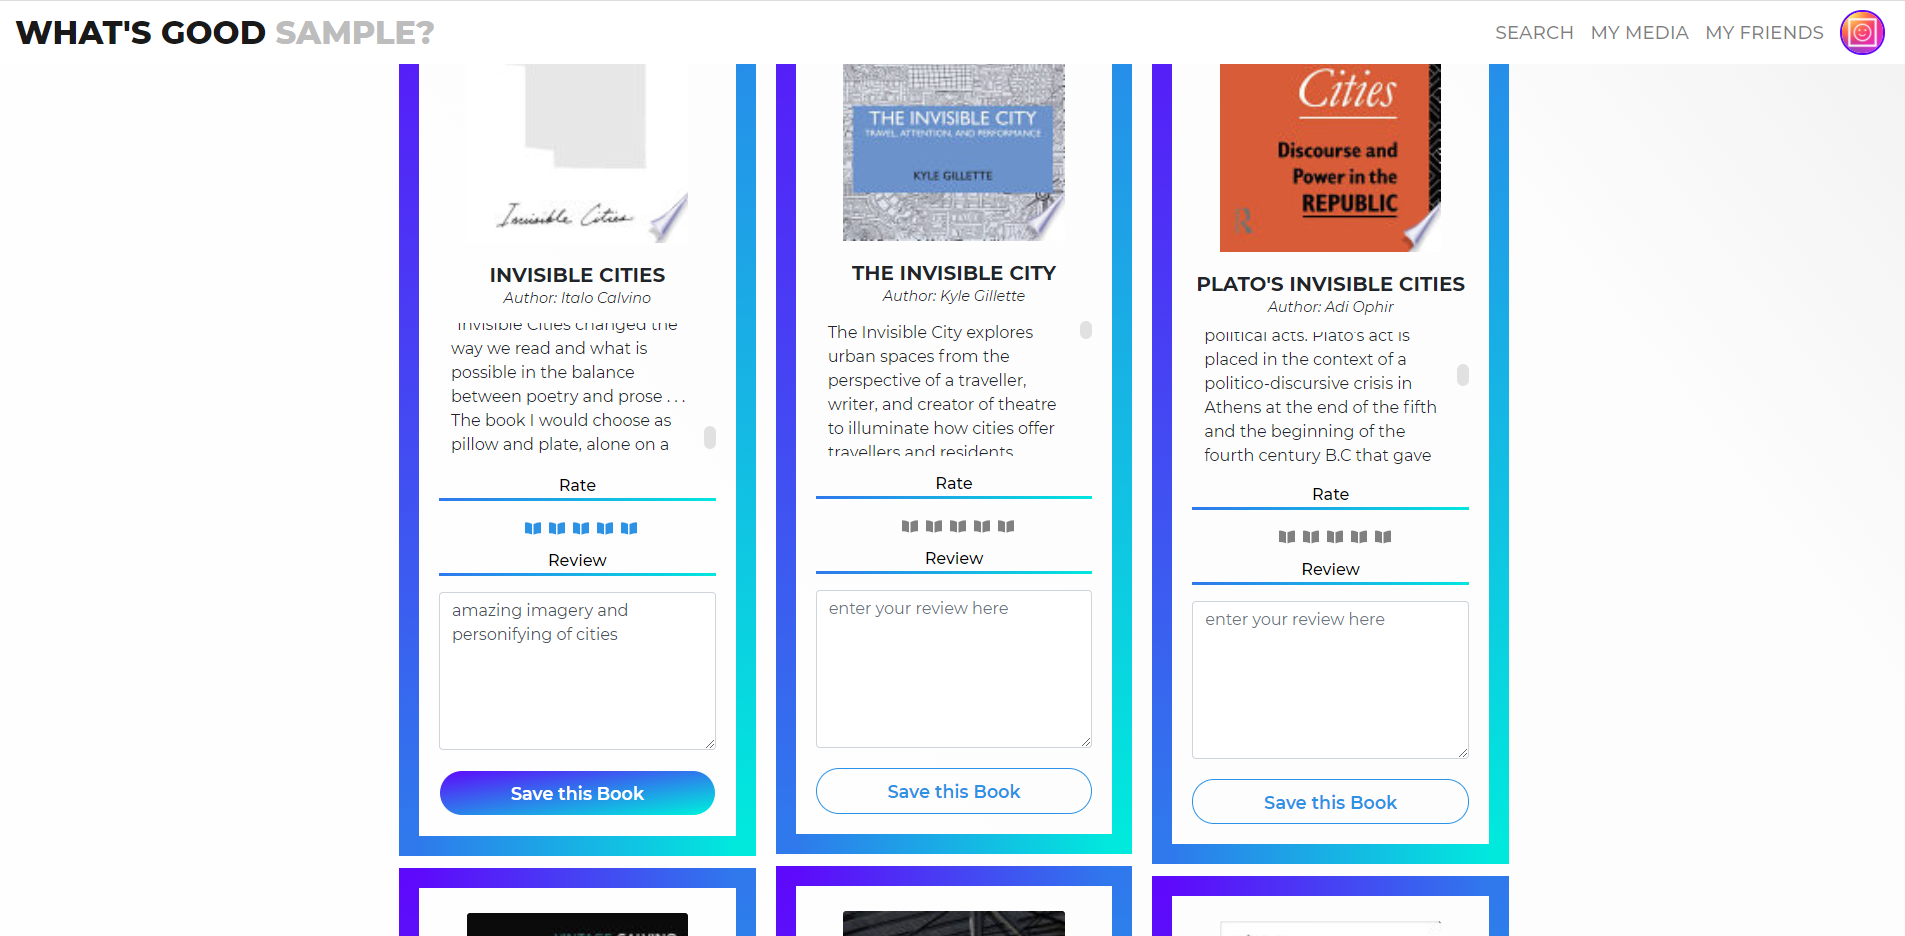 WHAT'S GOOD SAMPLE?
SEARCH MY MEDIA MY FRIENDS
Invisible Cities
INVISIBLE CITIES
Author: Italo Calvino
Invisible Cities changed the
way we read and what is
possible in the balance
between poetry and prose . . .
The book I would choose as
pillow and plate, alone on a
Rate
Review
amazing imagery and
personifying of cities
Save this Book
THE INVISIBLE CITY
TRAVEL, ATTENTION, AND PERFORMANCE
KYLE GILLETTE
THE INVISIBLE CITY
Author: Kyle Gillette
The Invisible City explores
urban spaces from the
perspective of a traveller,
writer, and creator of theatre
to illuminate how cities offer
travellers and residents
Rate
Review
enter your review here
Save this Book
Cities
Discourse and
Power in the
REPUBLIC
R
PLATO'S INVISIBLE CITIES
Author: Adi Ophir
political acts. Plato's act is
placed in the context of a
politico-discursive crisis in
Athens at the end of the fifth
and the beginning of the
fourth century B.C that gave
Rate
Review
enter your review here
Save this Book
VINTAGE CALVINO